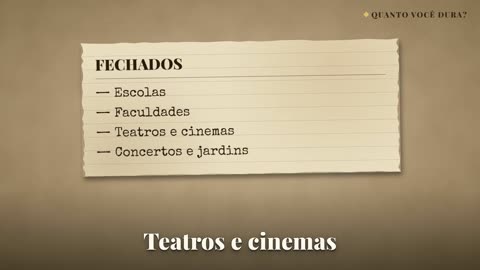 QUANTO VOCÊ DURA?
FECHADOS
— Escolas
— Faculdades
— Teatros e cinemas
— Concertos e jardins
Teatros e cinemas